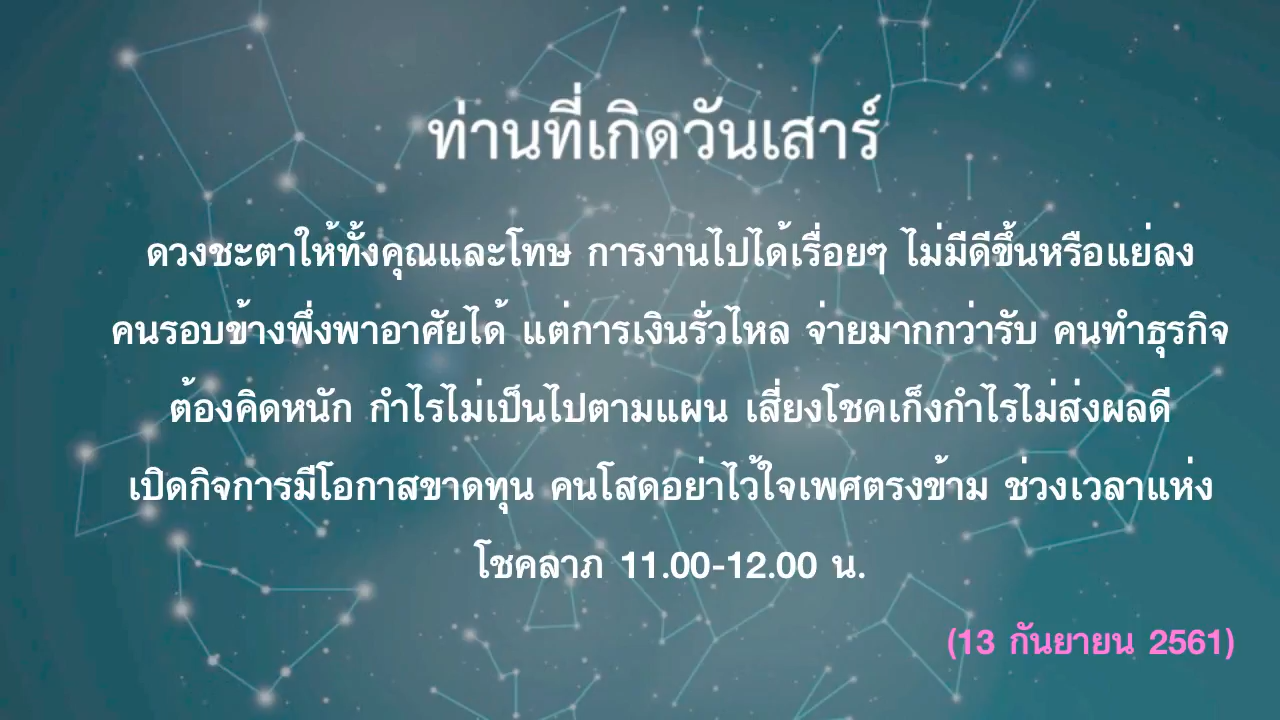 ท่านที่เกิดวันเสาร์
ดวงชะตาให้ทั้งคุณและโทษ การงานไปได้เรื่อยๆ ไม่มีดีขึ้นหรือแย่ลง
คนรอบข้างพึ่งพาอาศัยได้ แต่การเงินรั่วไหล จ่ายมากกว่ารับ คนทำธุรกิจ
ต้องคิดหนัก กำไรไม่เป็นไปตามแผน เสี่ยงโชคเก็งกำไรไม่ส่งผลดี
เปิดกิจการมีโอกาสขาดทุน คนโสดอย่าไว้ใจเพศตรงข้าม ช่วงเวลาแห่ง
โชคลาภ 11.00-12.00 น.
(13 กันยายน 2561)